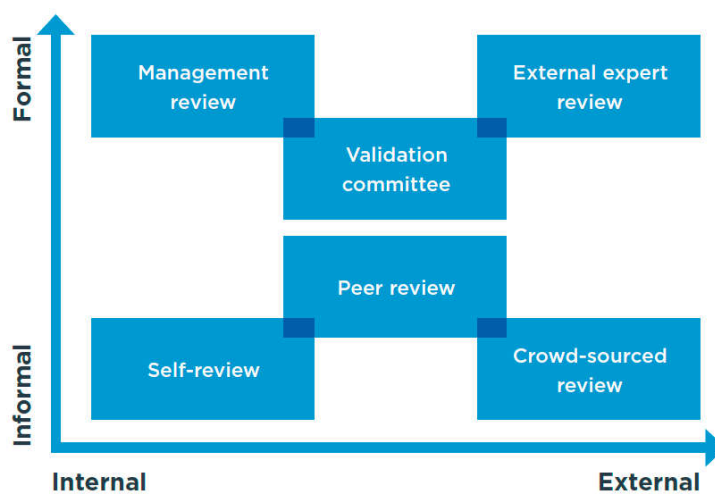 Formal
Management
review
External expert
review
Validation
committee
Peer review
Informal
Self-review
Crowd-sourced
review
Internal
External